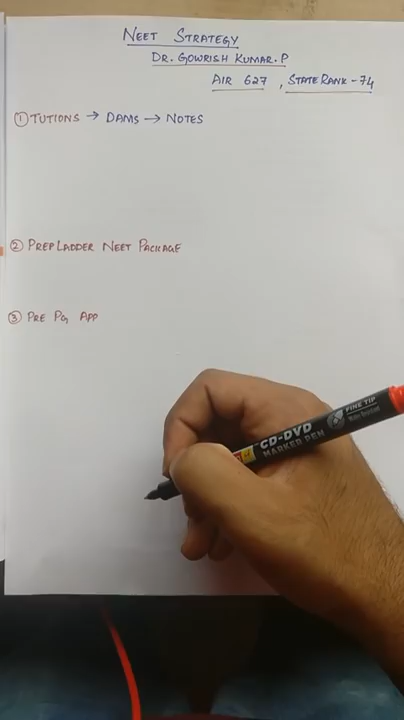 NEET STRATEGY
DR. GOWRISH KUMAR.P
AIR 627, STATE RANK-74
① TUTIONS → DAMS → NOTES
② PREPLADDER NEET PACKAGE
③ PRE PG APP
CD-DVD
MARKER PEN
FINE TIP